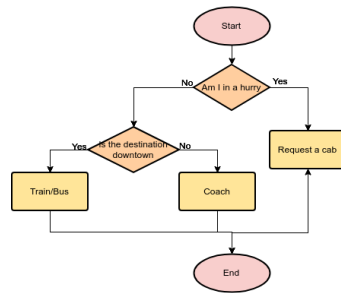 Start
Am I in a hurry
No
Yes
Is the destination
downtown
Yes
No
Request a cab
Train/Bus
Coach
End